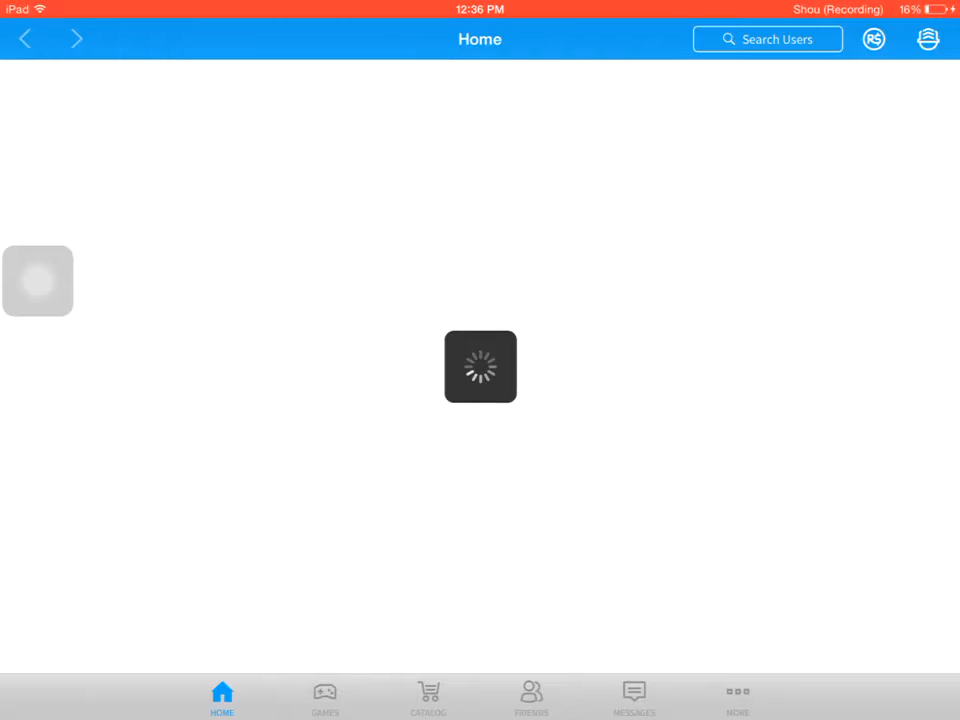 iPad 12:36 PM Shou (Recording) 16%
Home Search Users R$
HOME GAMES CATALOG FRIENDS MESSAGES MORE